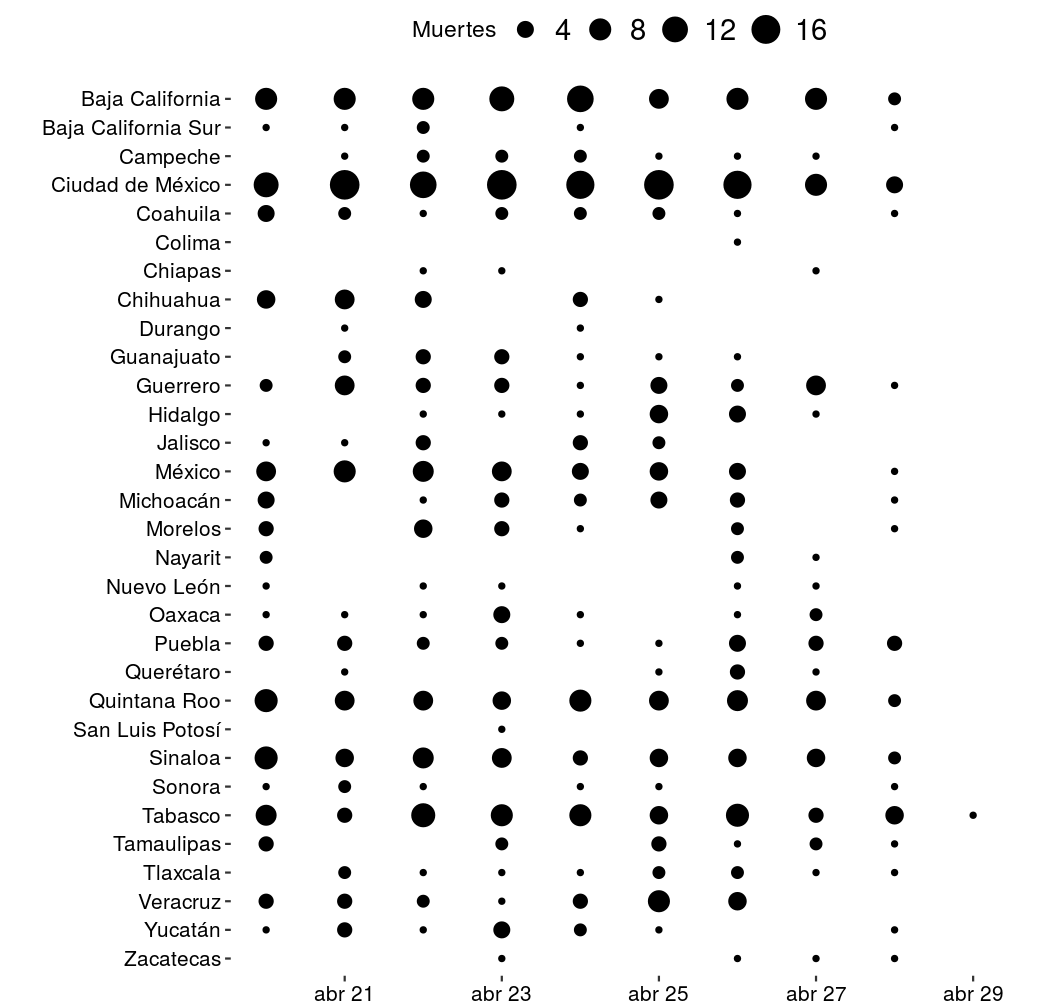 Muertes 4 8 12 16
Baja California
Baja California Sur
Campeche
Ciudad de México
Coahuila
Colima
Chiapas
Chihuahua
Durango
Guanajuato
Guerrero
Hidalgo
Jalisco
México
Michoacán
Morelos
Nayarit
Nuevo León
Oaxaca
Puebla
Querétaro
Quintana Roo
San Luis Potosí
Sinaloa
Sonora
Tabasco
Tamaulipas
Tlaxcala
Veracruz
Yucatán
Zacatecas
abr 21 abr 23 abr 25 abr 27 abr 29